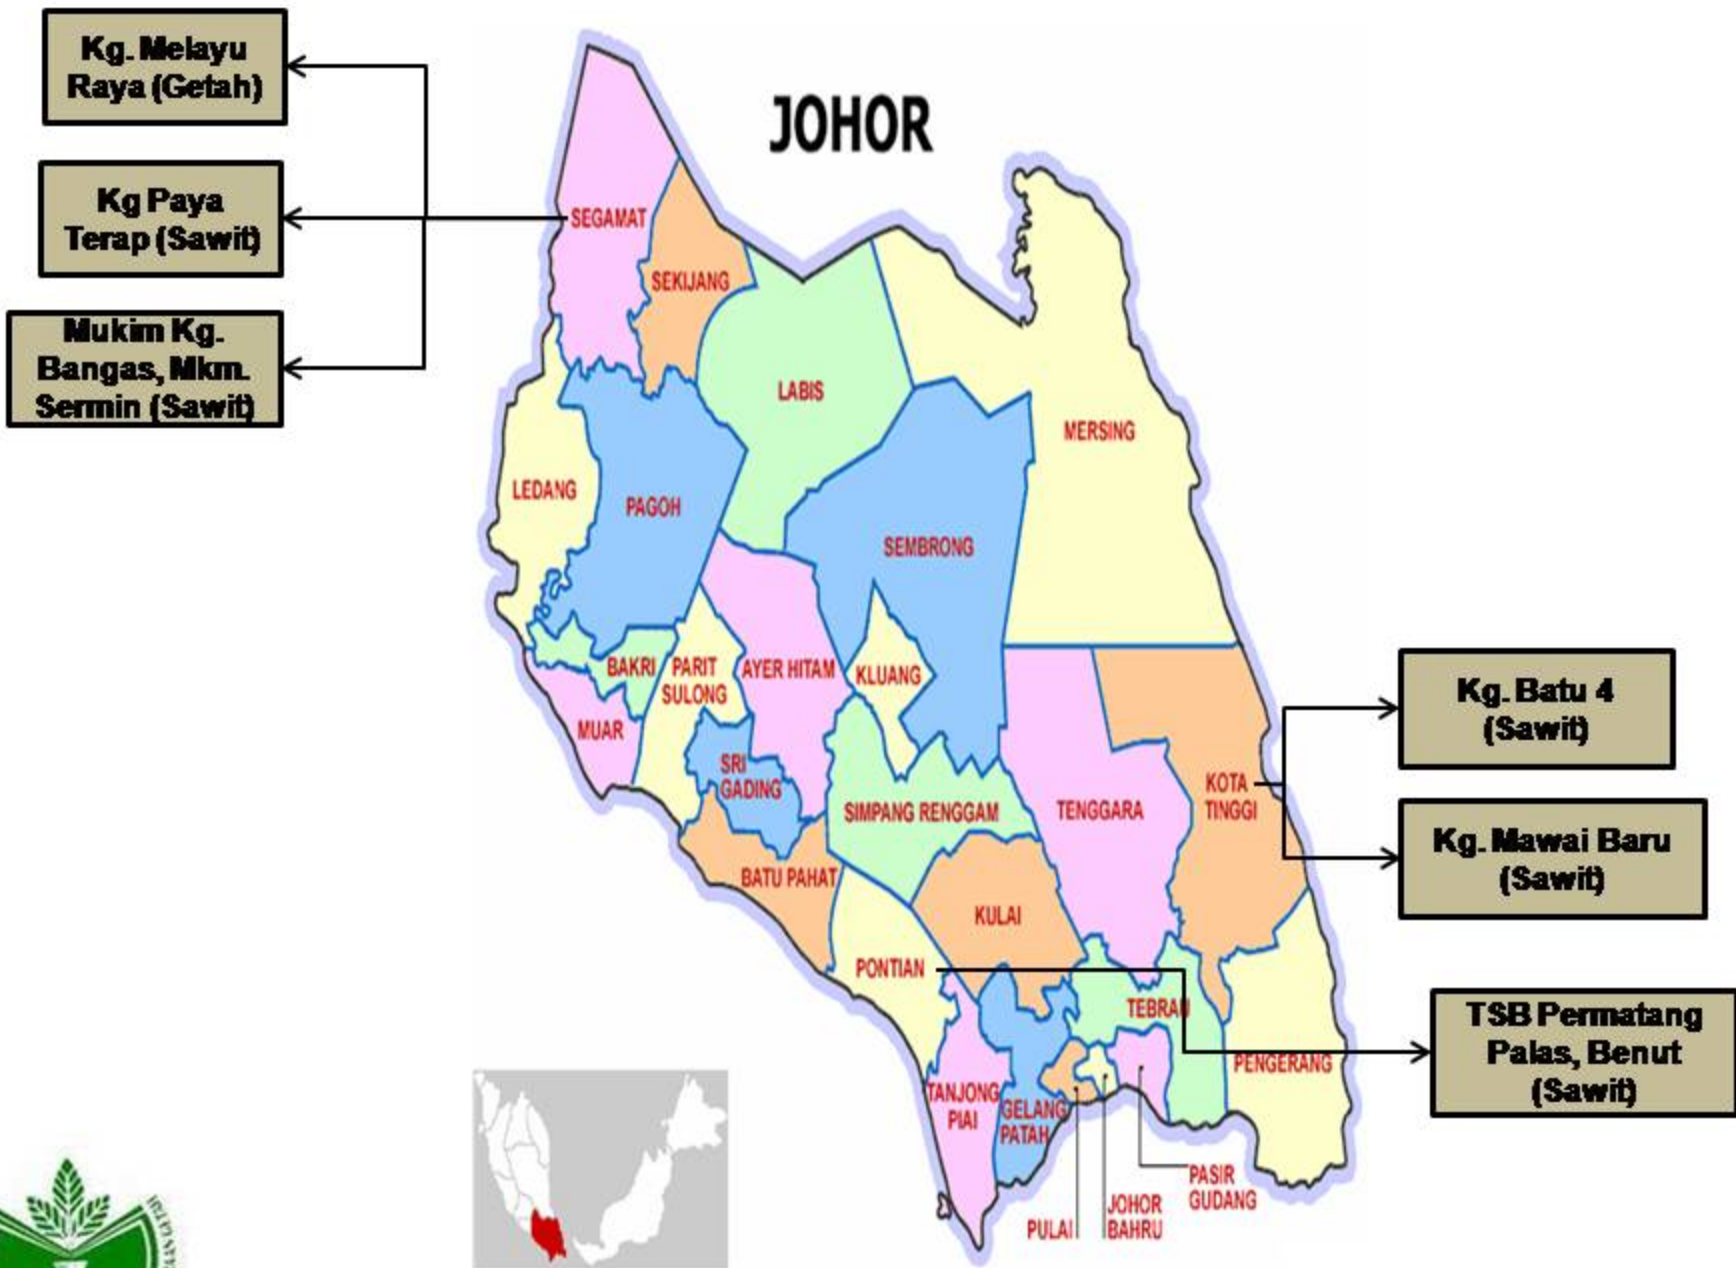 JOHOR
Kg. Melayu
Raya (Getah)
Kg Paya
Terap (Sawit)
Mukim Kg.
Bangas, Mkm.
Sermin (Sawit)
SEGAMAT
SEKIJANG
LABIS
MERSING
LEDANG
PAGOH
SEMBRONG
BAKRI
PARIT
SULONG
AYER HITAM
KLUANG
MUAR
SRI
GADING
SIMPANG RENGGAM
TENGGARA
KOTA
TINGGI
BATU PAHAT
KULAI
PONTIAN
TEBRAU
PENGERANG
TANJONG
PIAI
GELANG
PATAH
PASIR
GUDANG
JOHOR
BAHRU
PULAI
Kg. Batu 4
(Sawit)
Kg. Mawai Baru
(Sawit)
TSB Permatang
Palas, Benut
(Sawit)